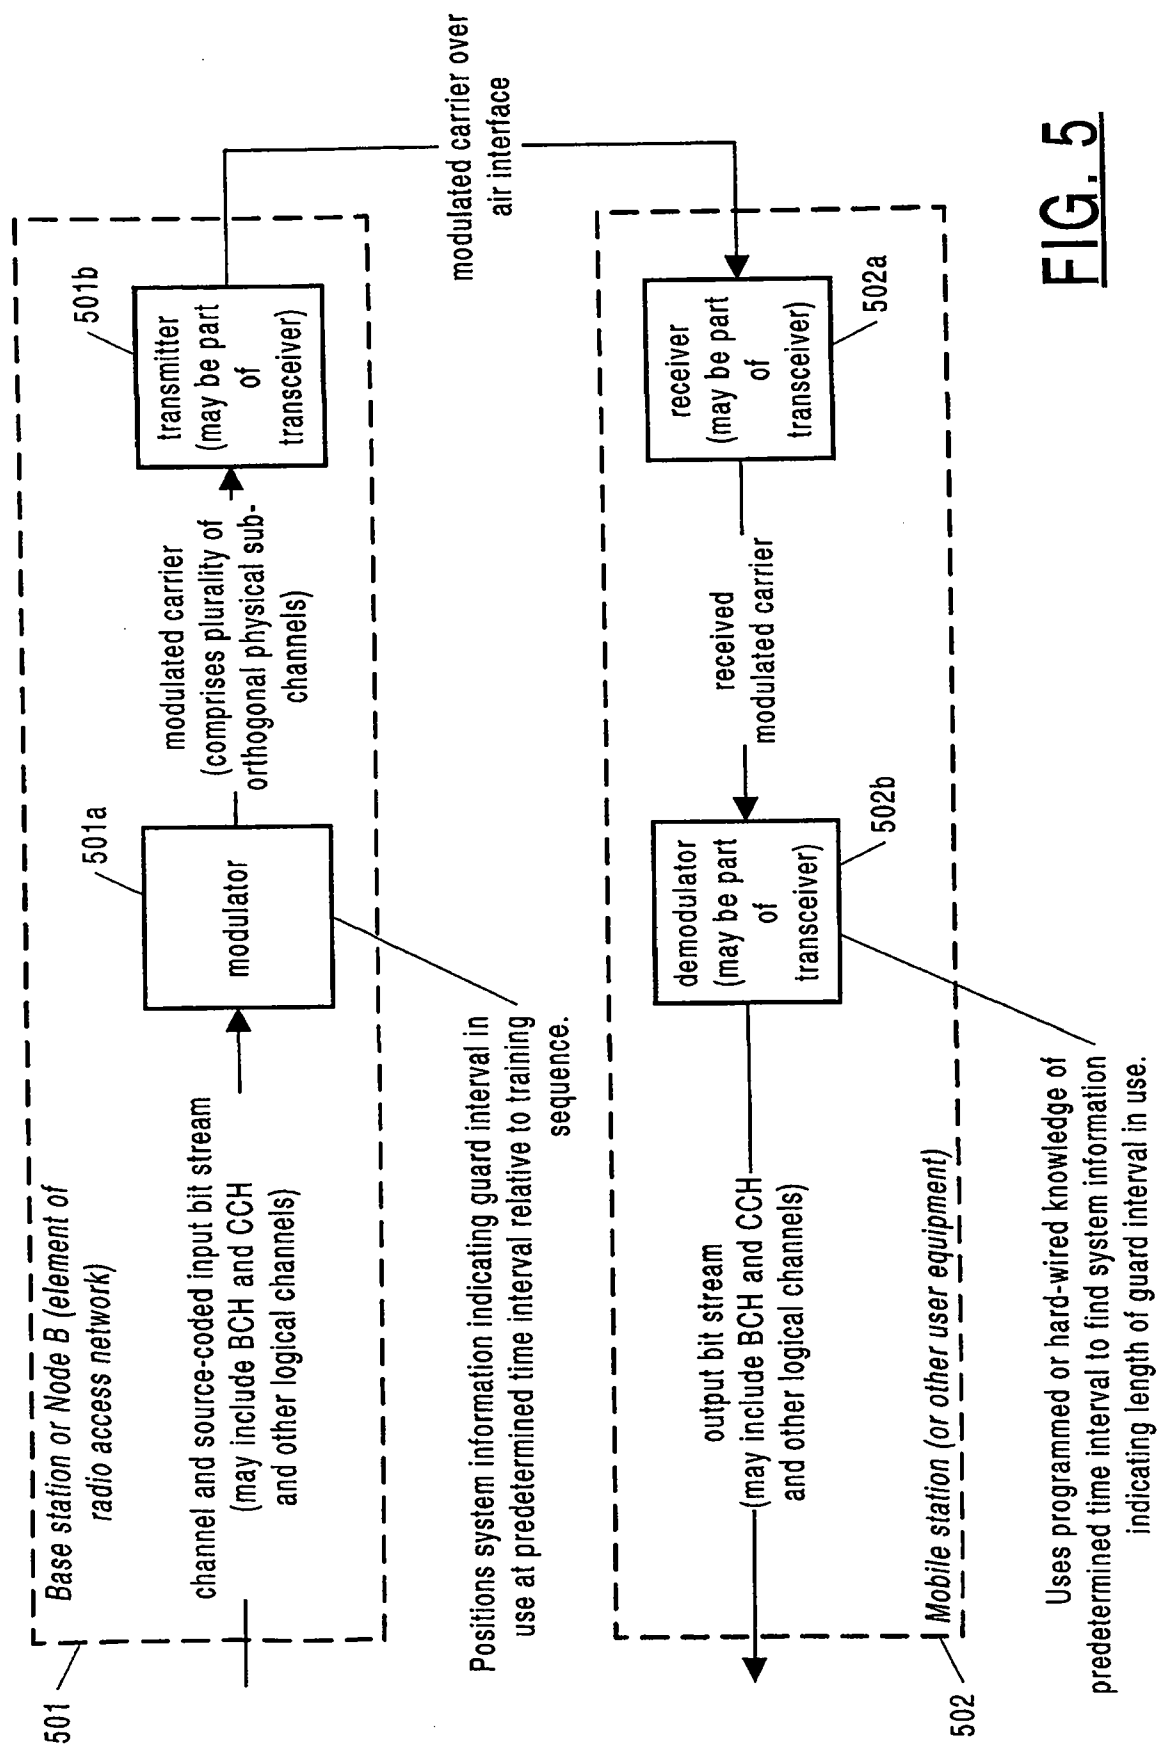 501
Base station or Node B (element of
radio access network)
channel and source-coded input bit stream
(may include BCH and CCH
and other logical channels)
501a
modulator
modulated carrier
(comprises plurality of
orthogonal physical sub-
channels)
501b
transmitter
(may be part
of
transceiver)
Positions system information indicating guard interval in
use at predetermined time interval relative to training
sequence.
modulated carrier over
air interface
output bit stream
(may include BCH and CCH
and other logical channels)
demodulator
(may be part
of
transceiver)
502b
received
modulated carrier
receiver
(may be part
of
transceiver)
502a
Mobile station (or other user equipment)
502
Uses programmed or hard-wired knowledge of
predetermined time interval to find system information
indicating length of guard interval in use.
FIG. 5